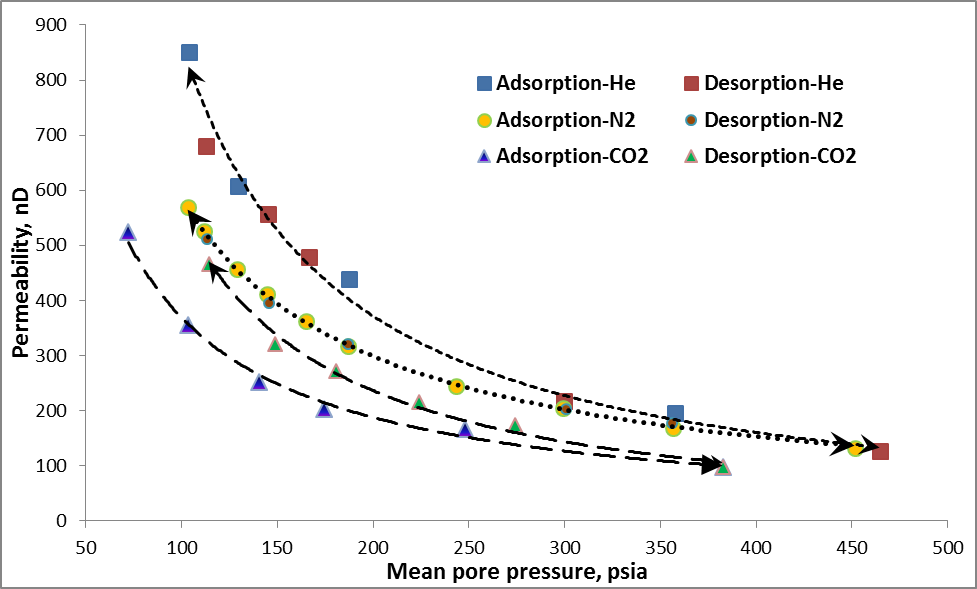 900
800
700
600
500
400
300
200
100
0
Permeability, nD
Adsorption-He Desorption-He
Adsorption-N2 Desorption-N2
Adsorption-CO2 Desorption-CO2
50 100 150 200 250 300 350 400 450 500
Mean pore pressure, psia